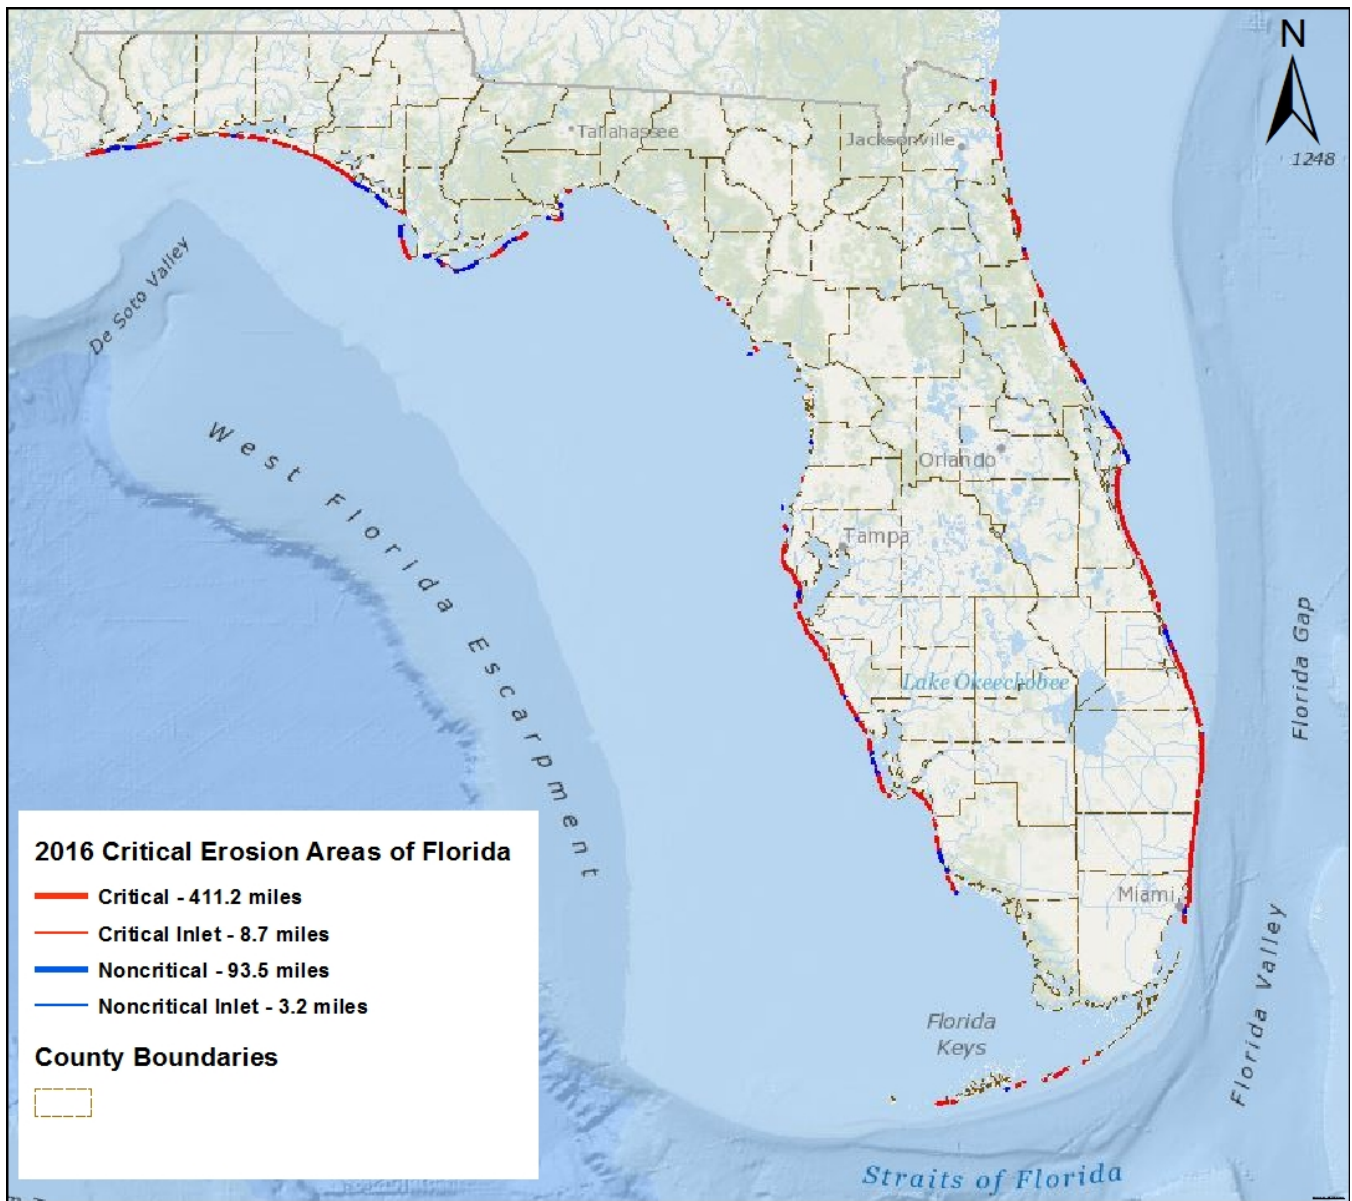 N
1248
Tallahassee
Jacksonville
De Soto Valley
West Florida Escarpment
Orlando
Tampa
Florida Gap
Lake Okeechobee
2016 Critical Erosion Areas of Florida
Critical - 411.2 miles
Critical Inlet - 8.7 miles
Noncritical - 93.5 miles
Noncritical Inlet - 3.2 miles
County Boundaries
Miami
Florida Valley
Florida
Keys
Straits of Florida